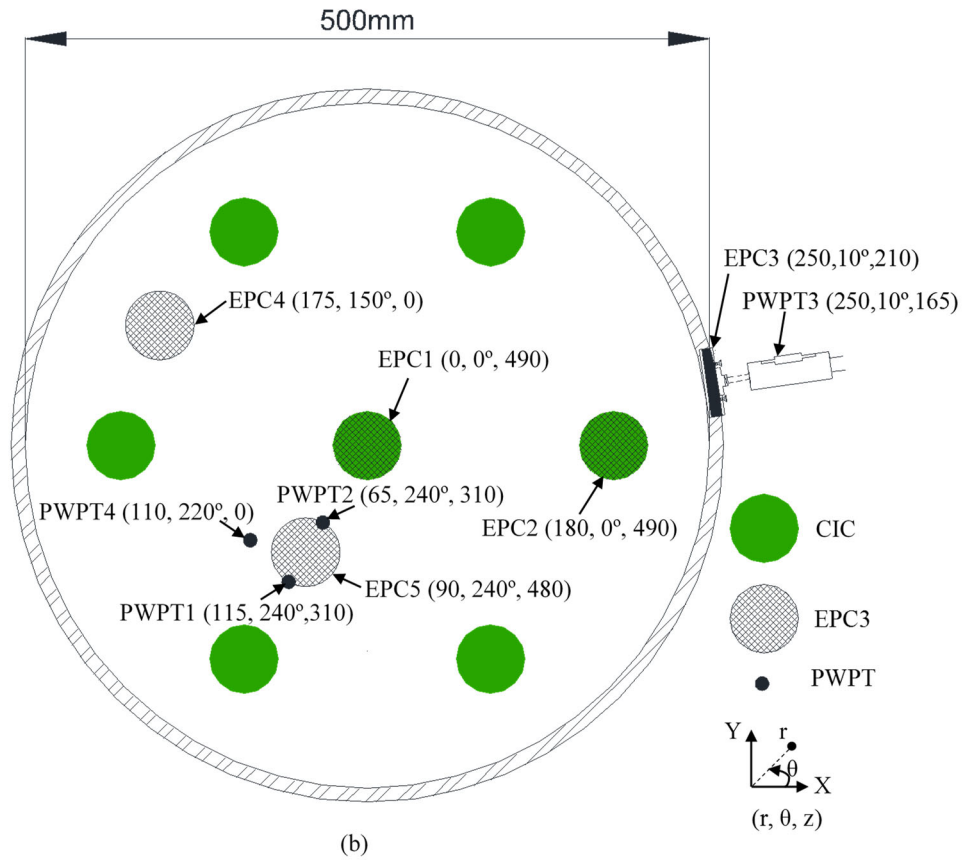 500mm
EPC3 (250,10º,210)
EPC4 (175, 150º, 0)
PWPT3 (250,10º,165)
EPC1 (0, 0º, 490)
PWPT2 (65, 240º, 310)
PWPT4 (110, 220º, 0)
EPC2 (180, 0º, 490)
CIC
EPC5 (90, 240º, 480)
PWPT1 (115, 240º,310)
EPC3
PWPT
Y
r
θ
X
(r, θ, z)
(b)